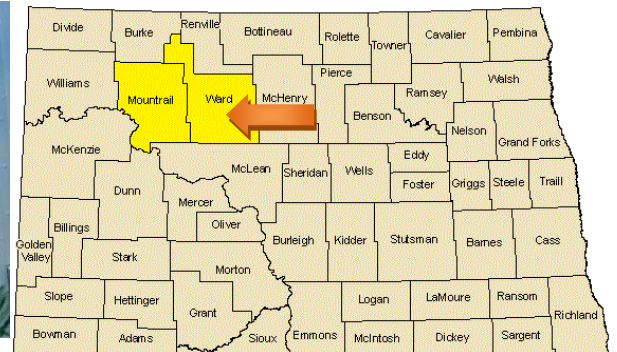 Divide
Burke
Renville
Bottineau
Rolette
Towner
Cavalier
Pembina
Williams
Mountrail
Ward
McHenry
Pierce
Ramsey
Walsh
Benson
Nelson
Grand Forks
McKenzie
Dunn
McLean
Sheridan
Wells
Eddy
Foster
Griggs
Steele
Traill
Mercer
Oliver
Billings
Golden
Valley
Stark
Morton
Burleigh
Kidder
Stutsman
Barnes
Cass
Slope
Hettinger
Grant
Logan
LaMoure
Ransom
Richland
Bowman
Adams
Sioux
Emmons
McIntosh
Dickey
Sargent